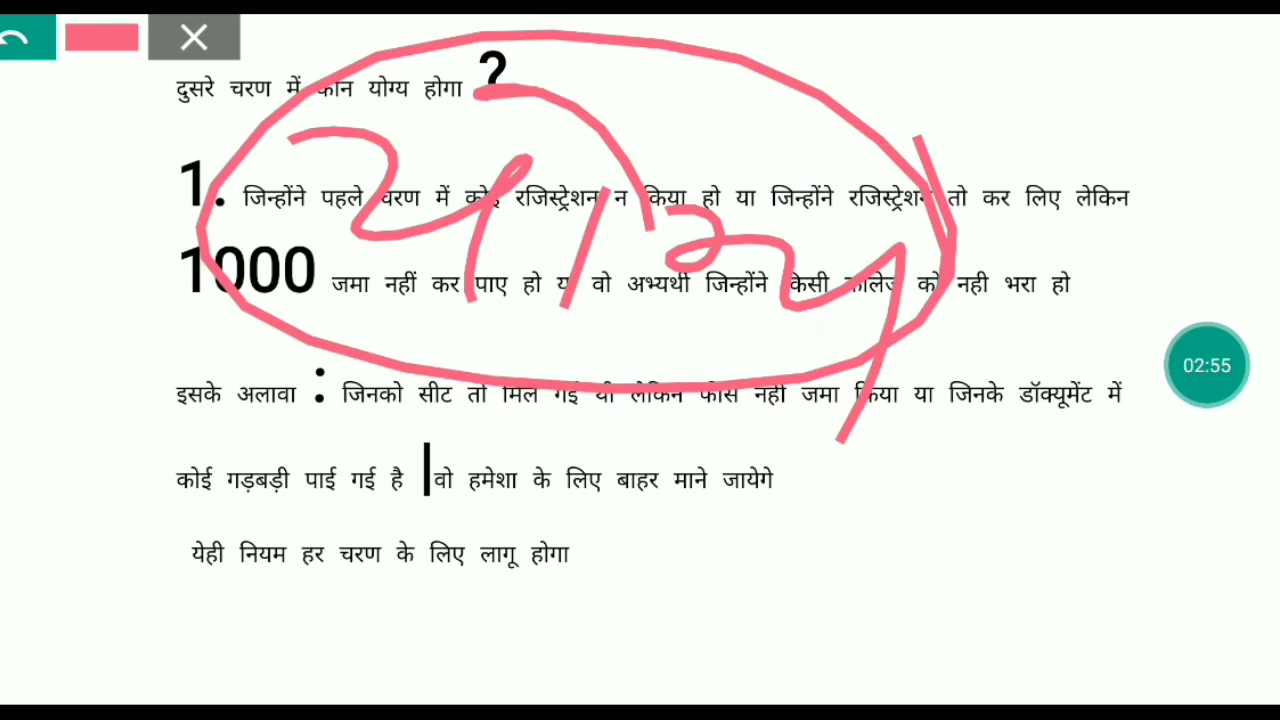 दुसरे चरण में कौन योग्य होगा ?
1. जिन्होंने पहले चरण में कोई रजिस्ट्रेशन न किया हो या जिन्होंने रजिस्ट्रेशन तो कर लिए लेकिन
1000 जमा नहीं कर पाए हो या वो अभ्यर्थी जिन्होंने किसी कालेज को नही भरा हो
योग्य
इसके अलावा : जिनको सीट तो मिल गई थी लेकिन फीस नही जमा किया या जिनके डॉक्यूमेंट में
कोई गड़बड़ी पाई गई है | वो हमेशा के लिए बाहर माने जायेगे
येही नियम हर चरण के लिए लागू होगा
02:55